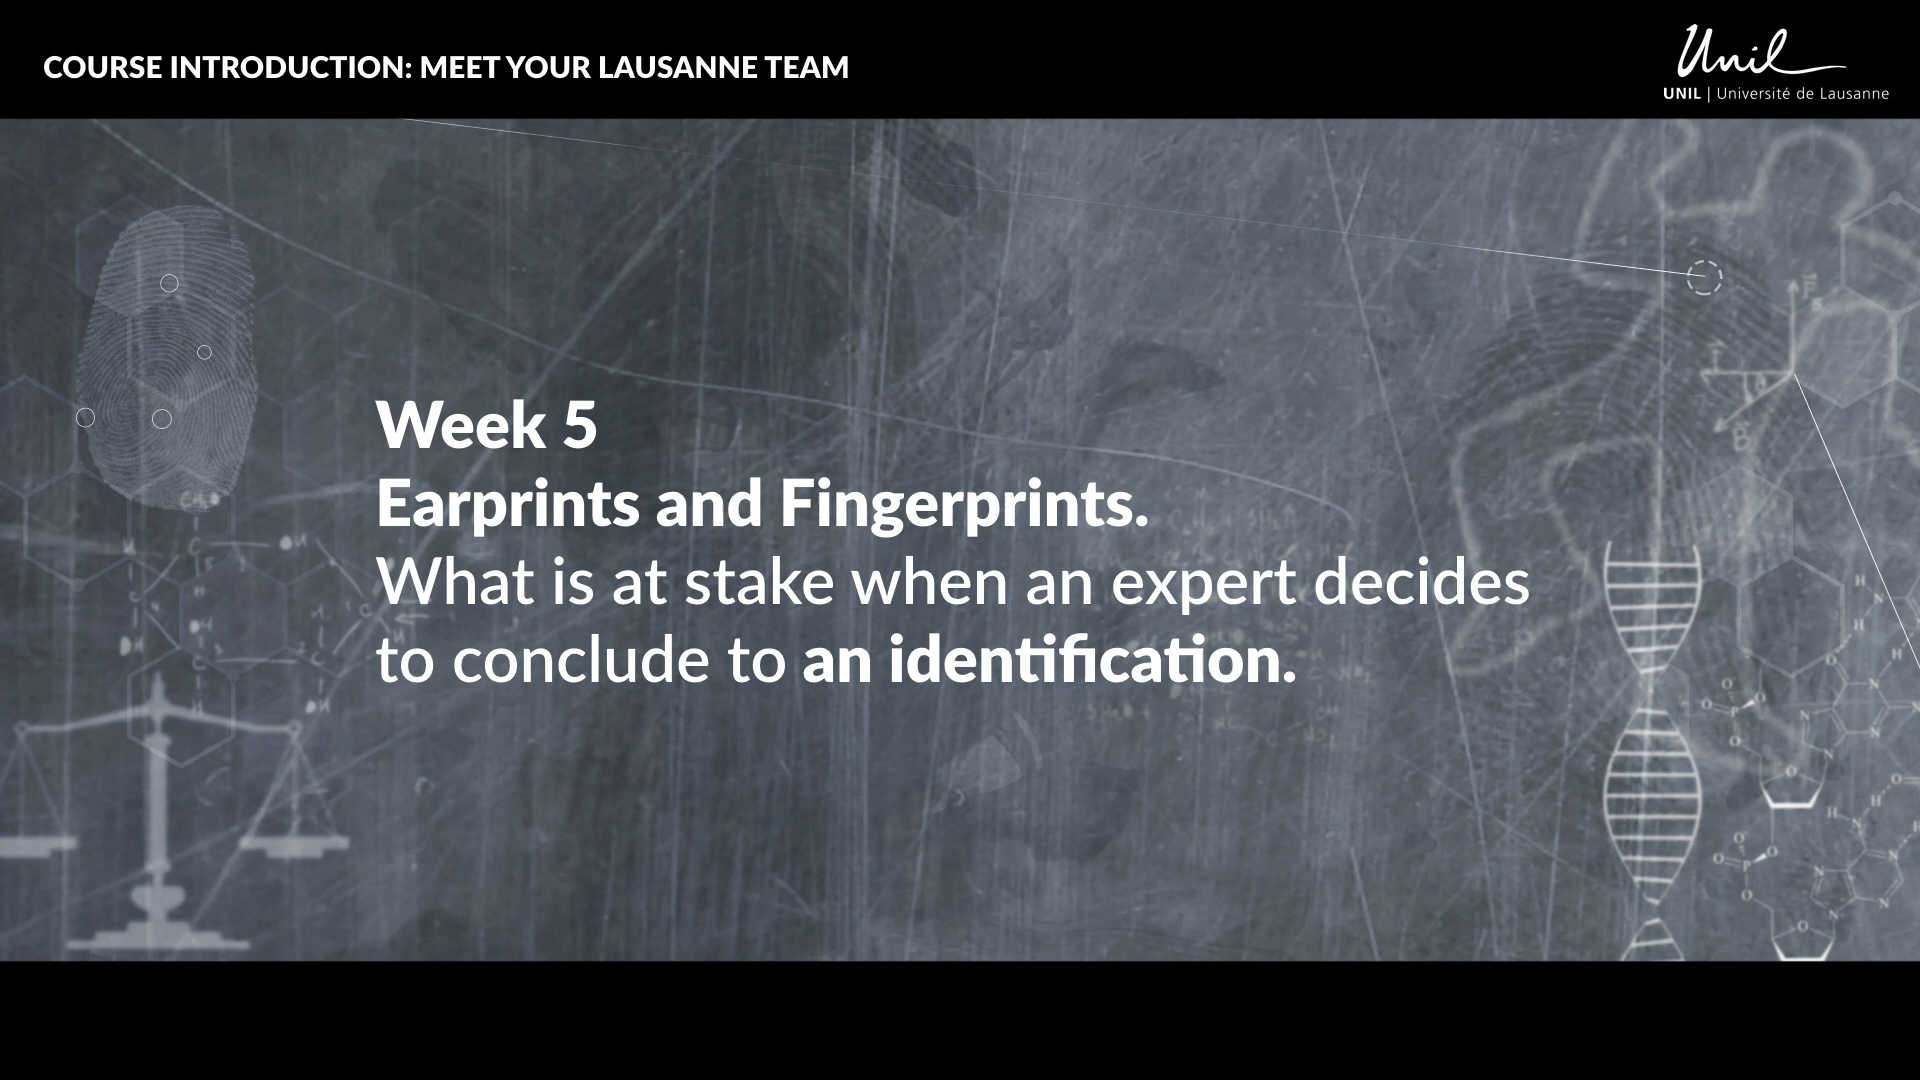 COURSE INTRODUCTION: MEET YOUR LAUSANNE TEAM
Unil
UNIL | Université de Lausanne
Week 5
Earprints and Fingerprints.
What is at stake when an expert decides
to conclude to an identification.